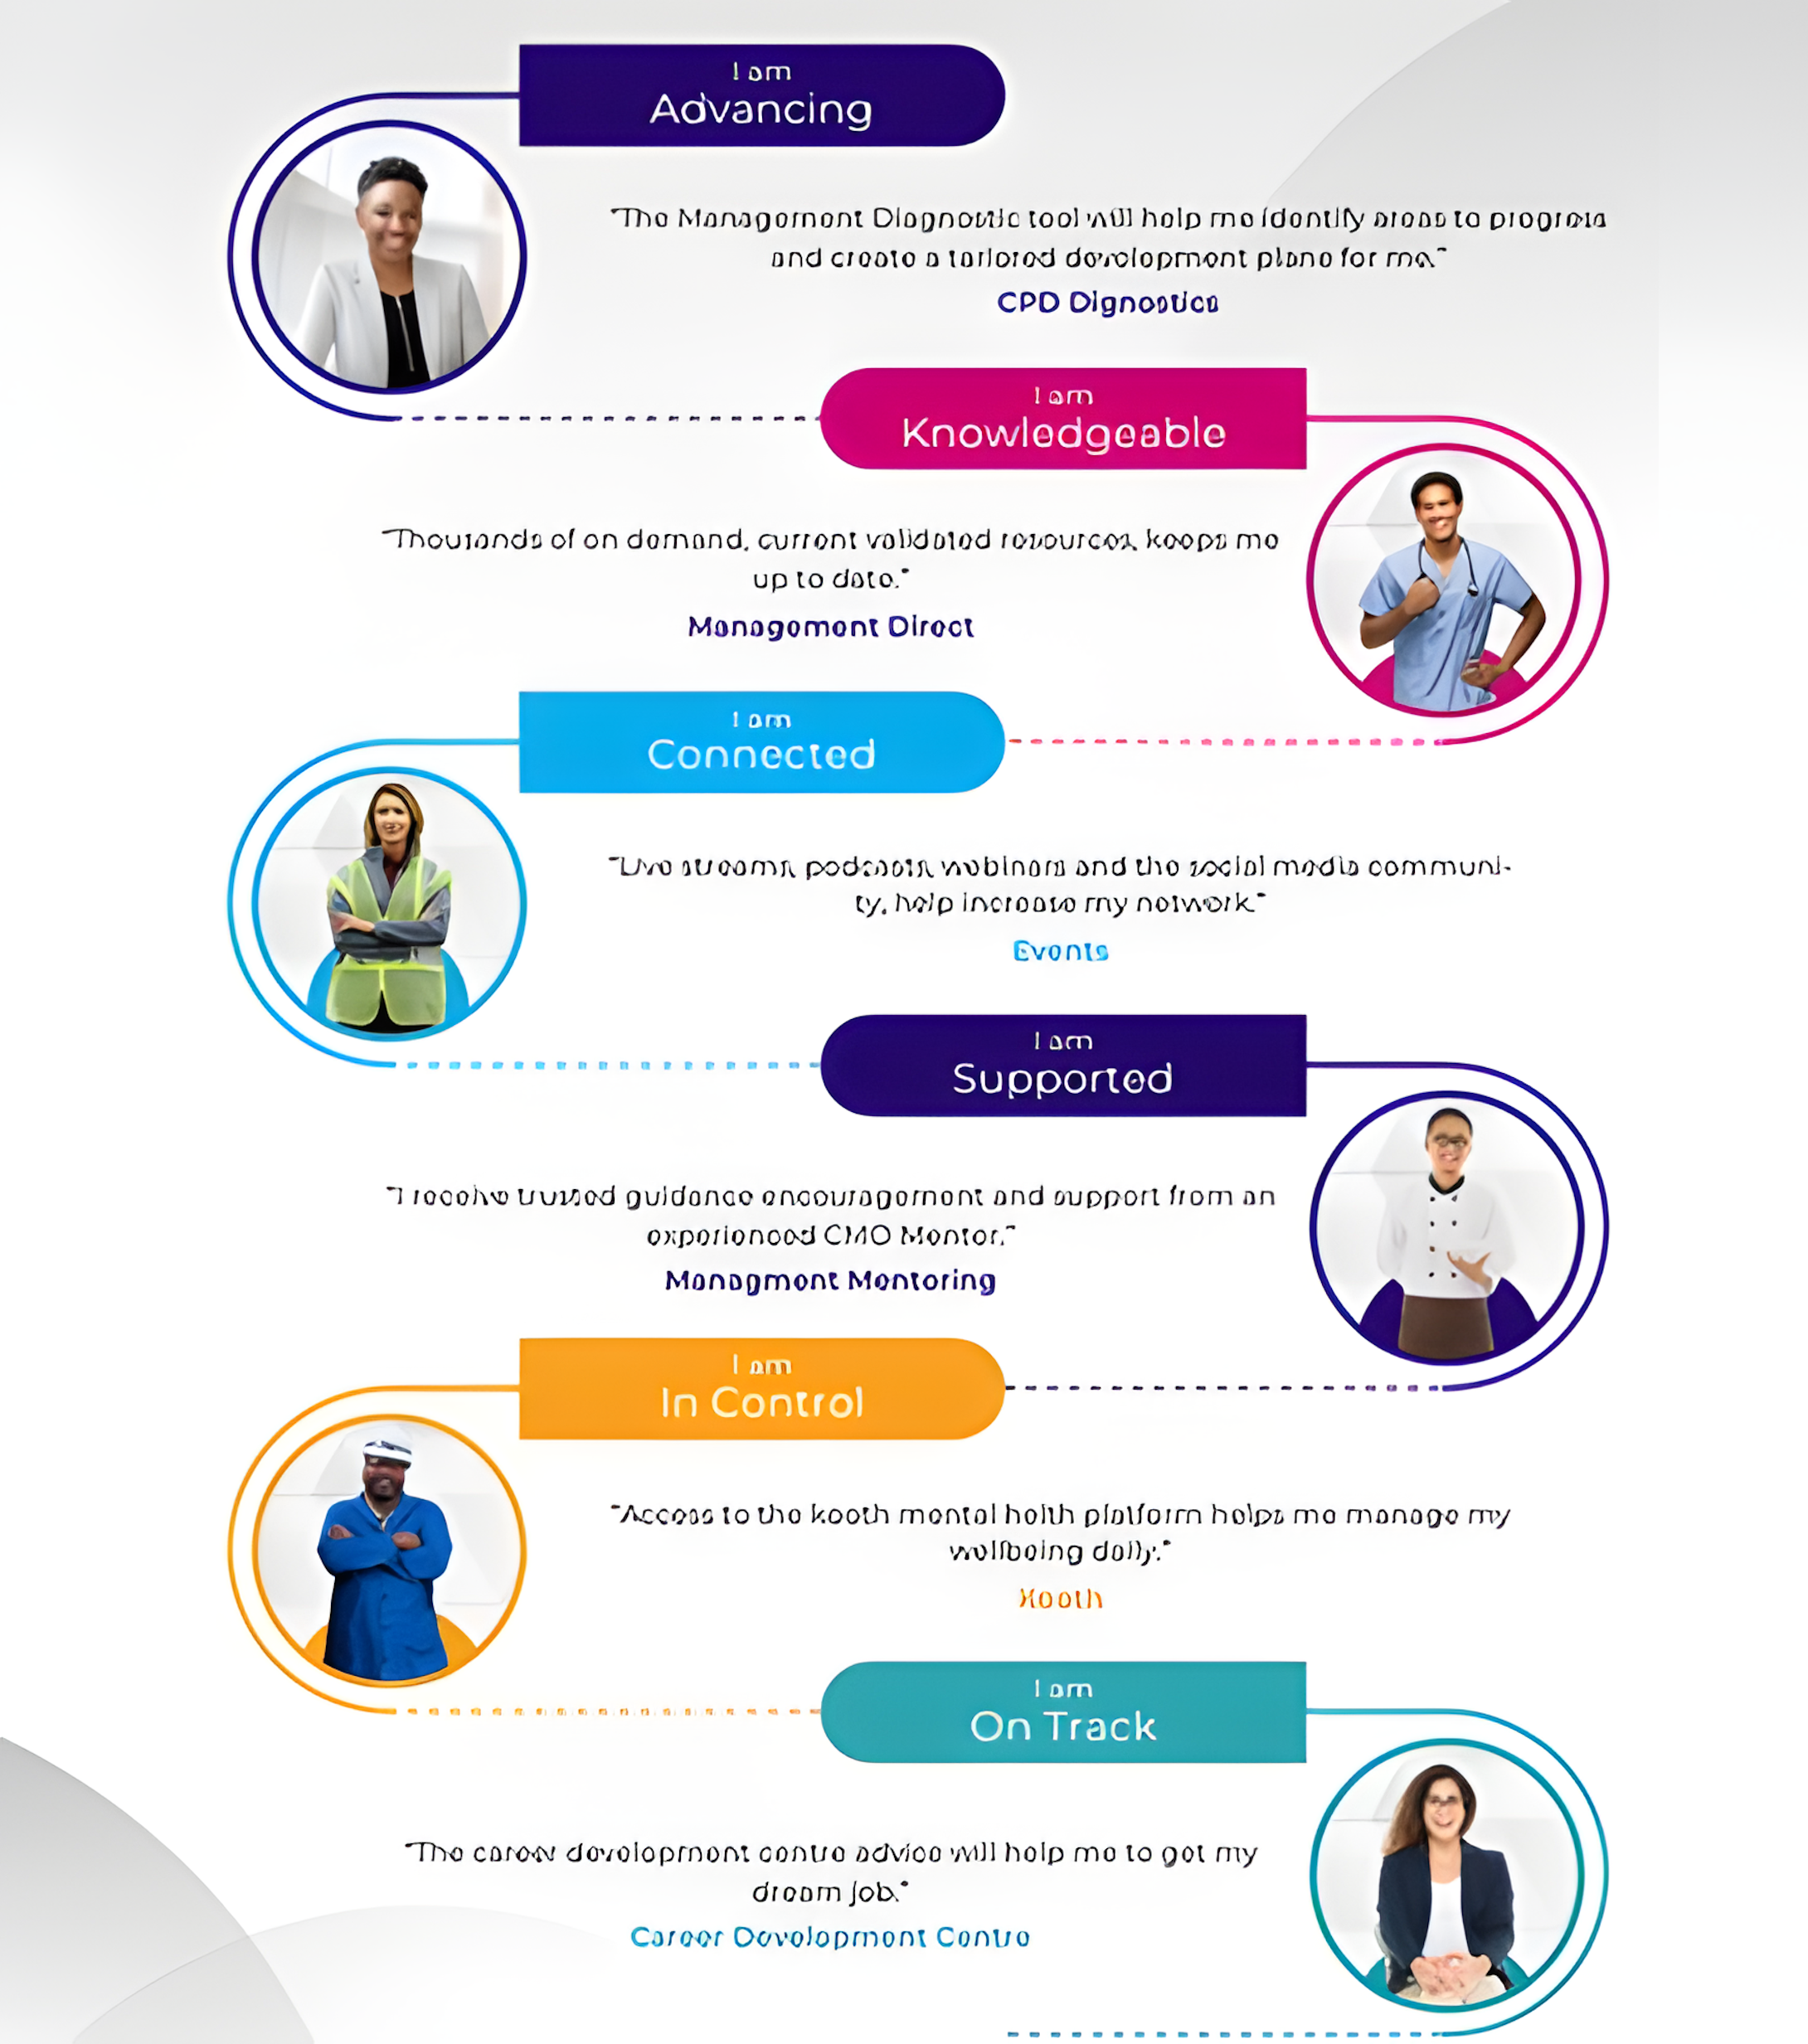 I am
Advancing
"The Management Diagnostic tool will help me identify areas to progress
and create a tailored development plane for me."
CPD Dignostics
I am
Knowledgeable
"Thousands of on demand, current validated resources, keeps me
up to date."
Management Direct
I am
Connected
"Live streams, podcasts, webinars and the social media communi-
ty, help increase my network."
Events
I am
Supported
"I receive trusted guidance encouragement and support from an
experienced CMO Mentor."
Managment Mentoring
I am
In Control
"Access to the kooth mental helth platform helps me manage my
wellbeing daily."
Kooth
I am
On Track
"The career development centre advice will help me to get my
dream job."
Career Development Centre